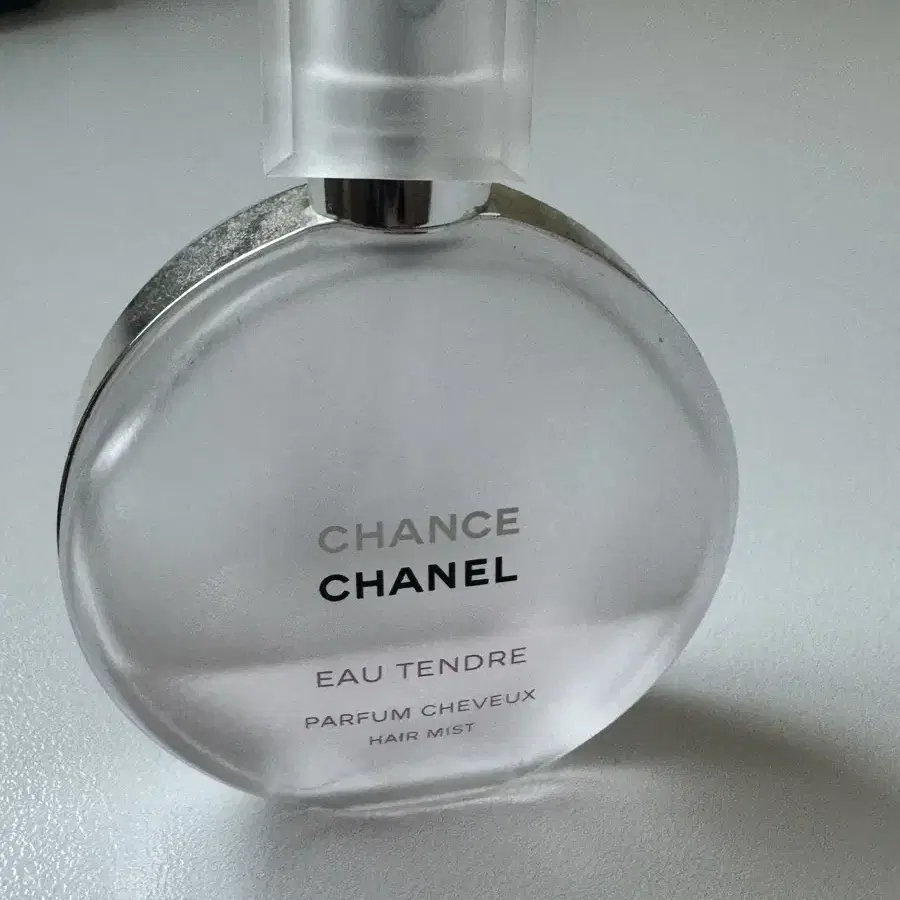 CHANCE
CHANEL
EAU TENDRE
PARFUM CHEVEUX
HAIR MIST